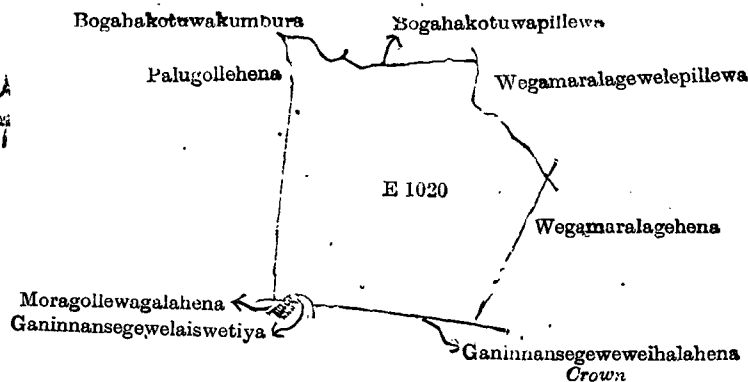 Bogahakotuwakumbura
Bogahakotuwapillewa
Palugollehena
Wegamaralagewelepillewa
E 1020
Wegamaralagehena
Moragollewagalahena
Ganinnansegewelaiswetiya
Ganinnansegeweweihalahena
Crown